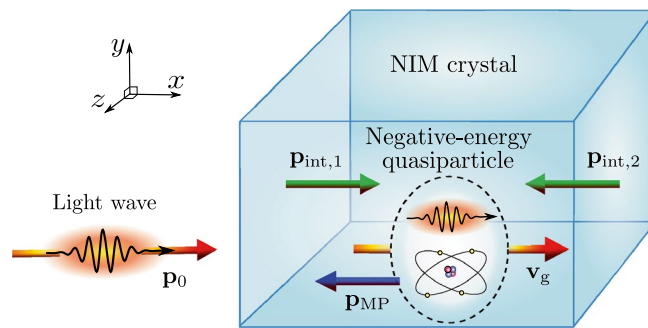 y
x
z
NIM crystal
Negative-energy
quasiparticle
p_int,1
p_int,2
Light wave
p_0
v_g
p_MP